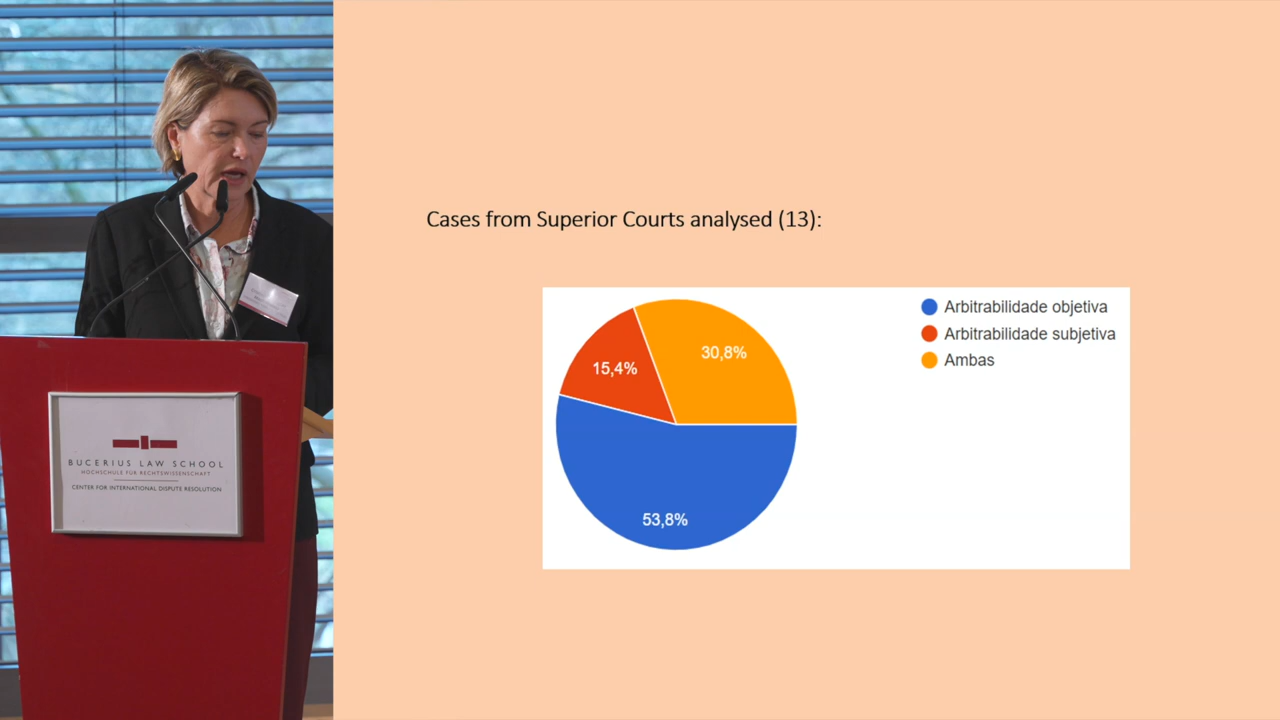 Cases from Superior Courts analysed (13):
Arbitrabilidade objetiva
Arbitrabilidade subjetiva
Ambas
30,8%
15,4%
53,8%
BUCERIUS LAW SCHOOL
HOCHSCHULE FÜR RECHTSWISSENSCHAFT
CENTER FOR INTERNATIONAL DISPUTE RESOLUTION